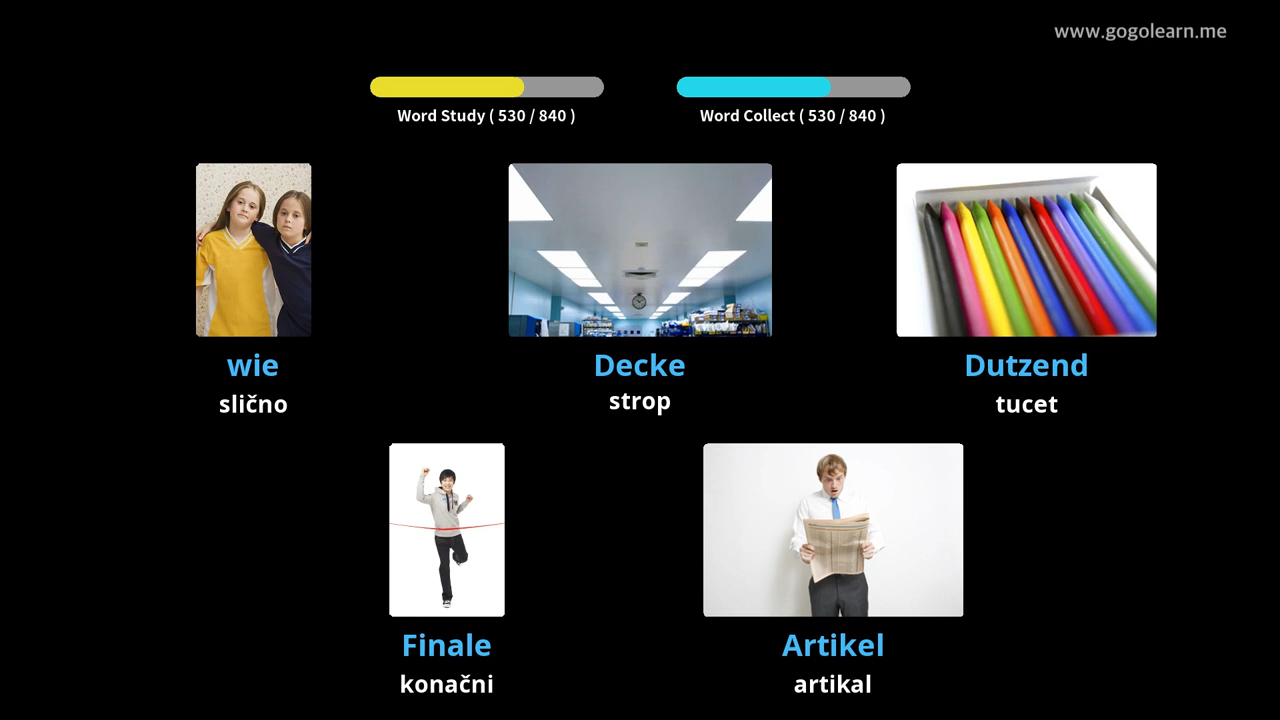 www.gogolearn.me
Word Study ( 530 / 840 )
Word Collect ( 530 / 840 )
wie
slično
Decke
strop
Dutzend
tucet
Finale
konačni
Artikel
artikal